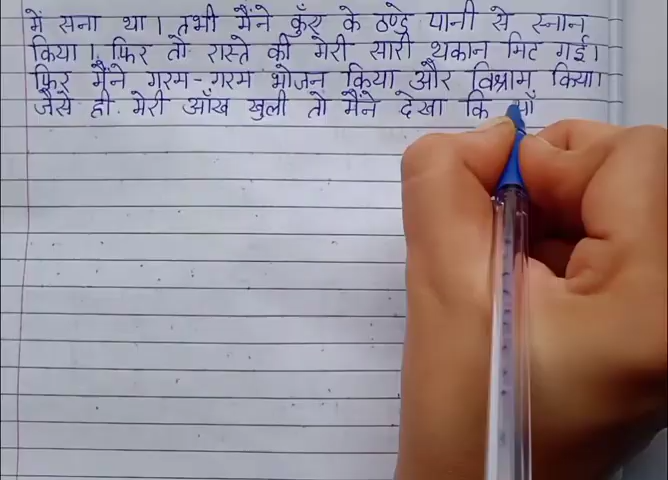 में सना था। तभी मैंने कुँए के ठण्डे पानी से स्नान
किया। फिर तो रास्ते की मेरी सारी थकान मिट गई।
फिर मैंने गरम-गरम भोजन किया और विश्राम किया।
जैसे ही मेरी आँख खुली तो मैंने देखा कि